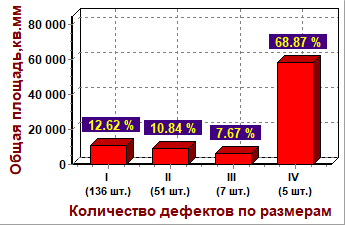 Общая площадь,кв.мм
80 000
60 000
40 000
20 000
0
12.62 %
10.84 %
7.67 %
68.87 %
I II III IV
(136 шт.) (51 шт.) (7 шт.) (5 шт.)
Количество дефектов по размерам